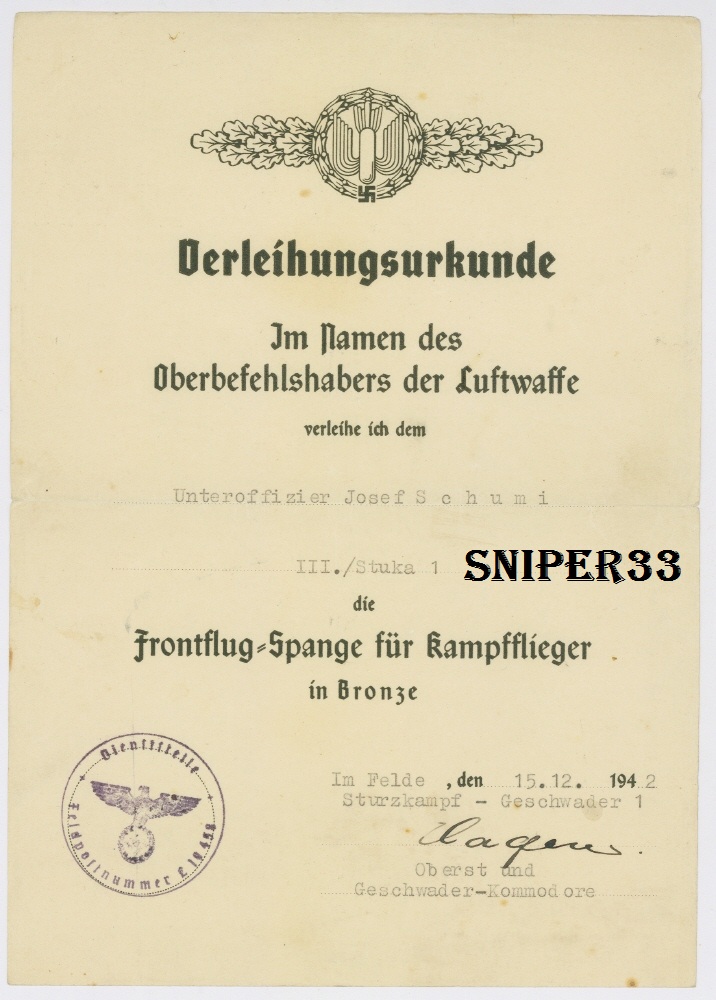 Verleihungsurkunde
Im Namen des
Oberbefehlshabers der Luftwaffe
verleihe ich dem
Unteroffizier Josef S c h u m i
III./Stuka 1
SNIPER33
die
Frontflug=Spange für Kampfflieger
in Bronze
Im Felde , den 15.12. 1942
Sturzkampf - Geschwader 1
Hagen
Oberst und
Geschwader-Kommodore
Dienststelle
Feldpostnummer L 19458